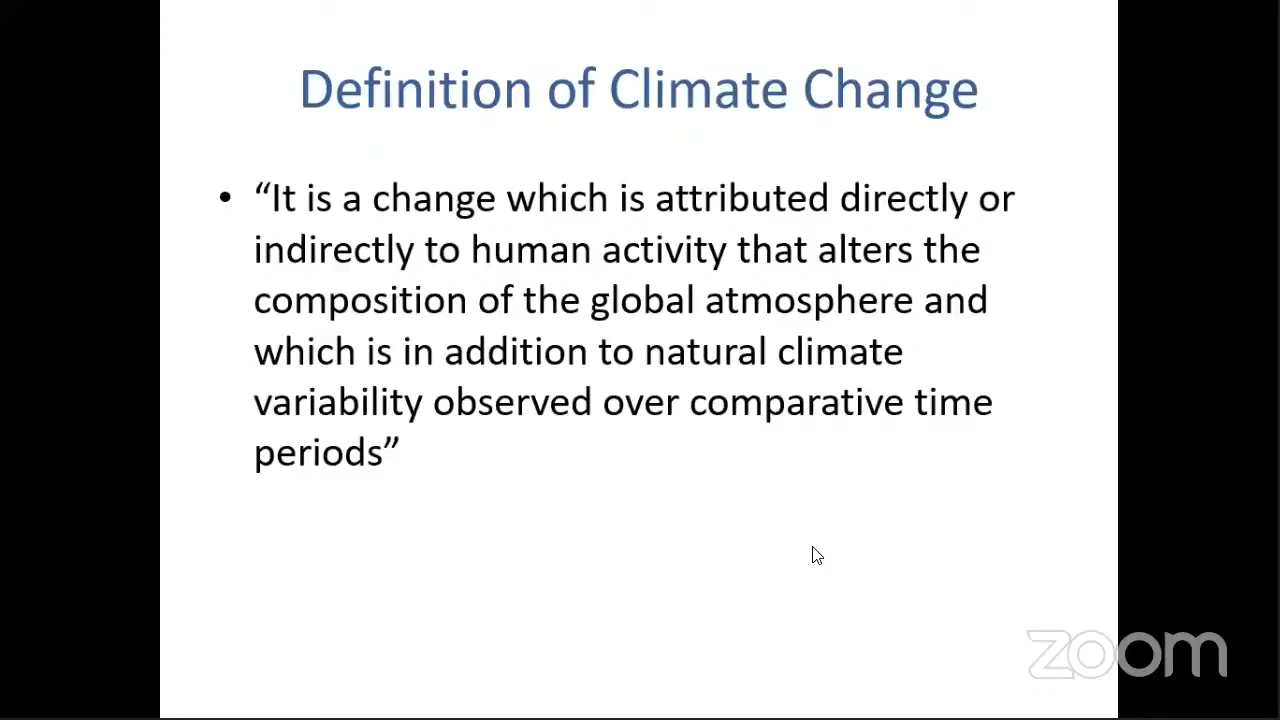 Definition of Climate Change
• “It is a change which is attributed directly or
indirectly to human activity that alters the
composition of the global atmosphere and
which is in addition to natural climate
variability observed over comparative time
periods”
zoom